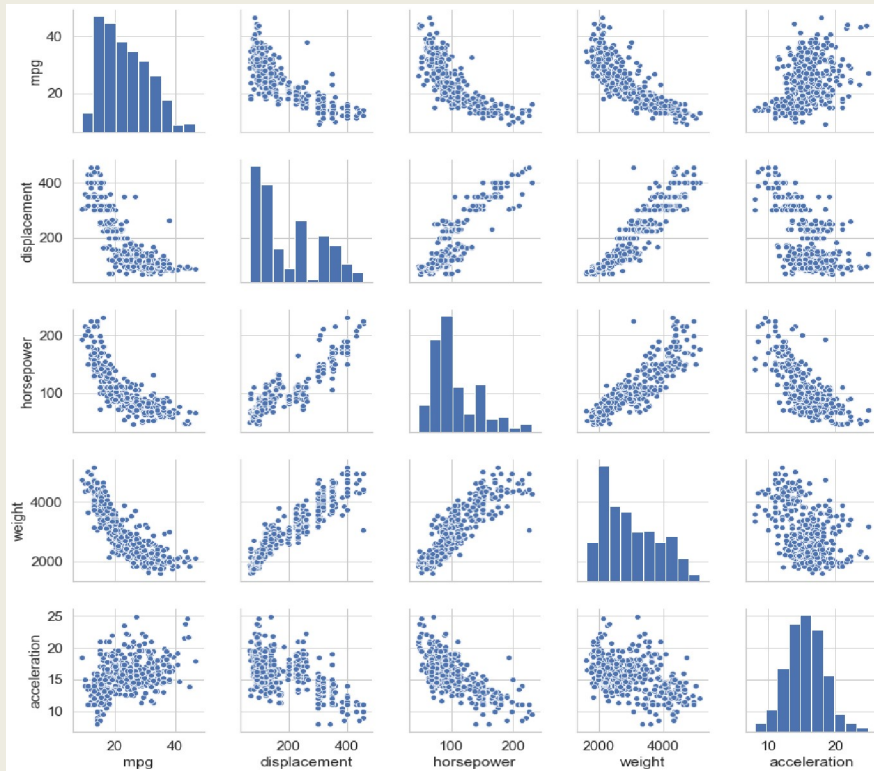 40
20
mpg
400
200
displacement
200
100
horsepower
4000
2000
weight
25
20
15
10
acceleration
20 40
200 400
100 200
2000 4000
10 20
mpg
displacement
horsepower
weight
acceleration